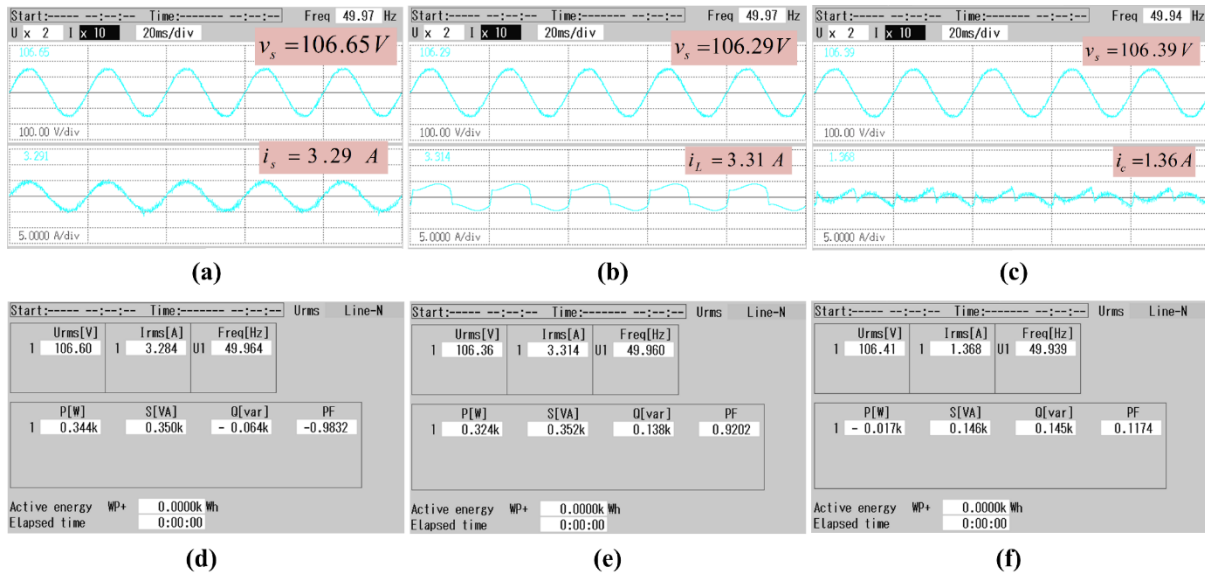 Start:----- --:--:-- Time:------- --:--:-- Freq 49.97 Hz
U x 2 I x 10 20ms/div
106.65
v_s = 106.65 V
100.00 V/div
3.291
i_s = 3.29 A
5.0000 A/div
(a)
Start:----- --:--:-- Time:------- --:--:-- Freq 49.97 Hz
U x 2 I x 10 20ms/div
106.29
v_s = 106.29 V
100.00 V/div
3.314
i_L = 3.31 A
5.0000 A/div
(b)
Start:----- --:--:-- Time:------- --:--:-- Freq 49.94 Hz
U x 2 I x 10 20ms/div
106.39
v_s = 106.39 V
100.00 V/div
1.368
i_c = 1.36 A
5.0000 A/div
(c)
Start:----- --:--:-- Time:------- --:--:-- Urms Line-N
Urms[V] Irms[A] Freq[Hz]
1 106.60 1 3.284 U1 49.964
P[W] S[VA] Q[var] PF
1 0.344k 0.350k - 0.064k -0.9832
Active energy WP+ 0.0000k Wh
Elapsed time 0:00:00
(d)
Start:----- --:--:-- Time:------- --:--:-- Urms Line-N
Urms[V] Irms[A] Freq[Hz]
1 106.36 1 3.314 U1 49.960
P[W] S[VA] Q[var] PF
1 0.324k 0.352k 0.138k 0.9202
Active energy WP+ 0.0000k Wh
Elapsed time 0:00:00
(e)
Start:----- --:--:-- Time:------- --:--:-- Urms Line-N
Urms[V] Irms[A] Freq[Hz]
1 106.41 1 1.368 U1 49.939
P[W] S[VA] Q[var] PF
1 - 0.017k 0.146k 0.145k 0.1174
Active energy WP+ 0.0000k Wh
Elapsed time 0:00:00
(f)